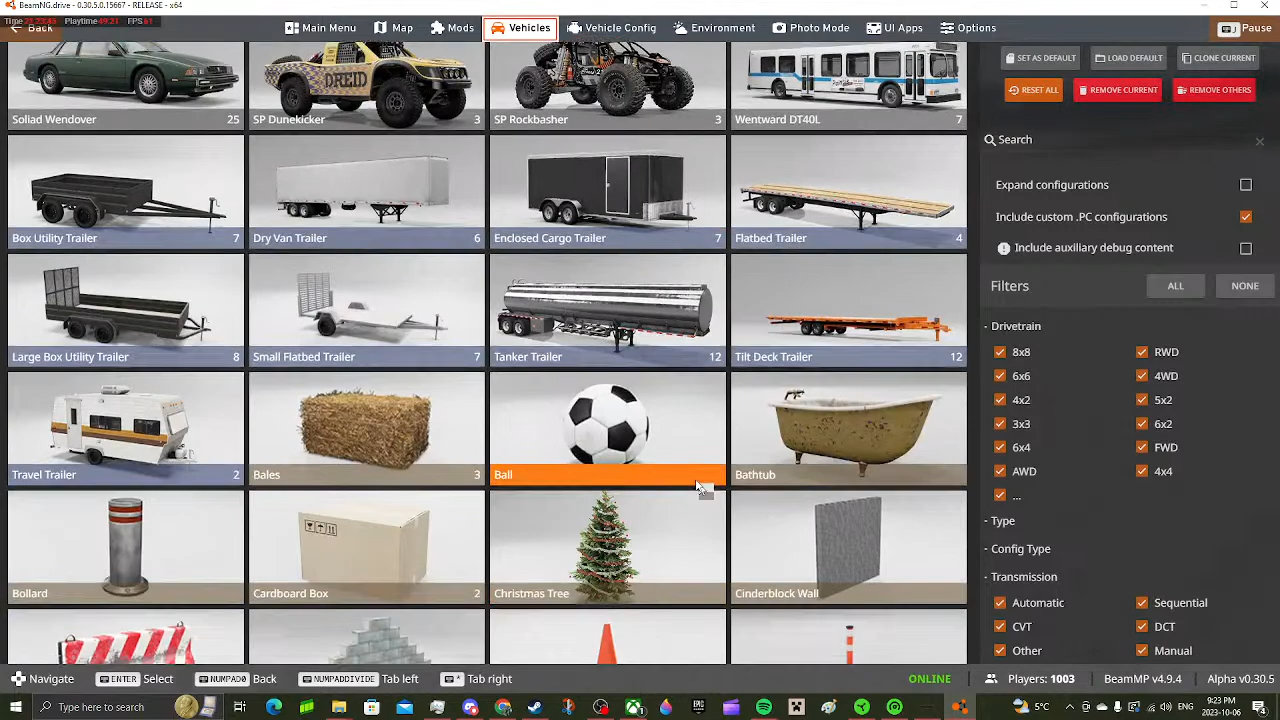 BeamNG.drive - 0.30.5.0.15667 - RELEASE - x64
Playtime:49:21 FPS:61
Back
Main Menu
Map
Mods
Vehicles
Vehicle Config
Environment
Photo Mode
UI Apps
Options
Pause
Soliad Wendover 25
SP Dunekicker 3
SP Rockbasher 3
Wentward DT40L 7
Box Utility Trailer 7
Dry Van Trailer 6
Enclosed Cargo Trailer 7
Flatbed Trailer 4
Large Box Utility Trailer 8
Small Flatbed Trailer 7
Tanker Trailer 12
Tilt Deck Trailer 12
Travel Trailer 2
Bales 3
Ball
Bathtub
Bollard
Cardboard Box 2
Christmas Tree
Cinderblock Wall
SET AS DEFAULT
LOAD DEFAULT
CLONE CURRENT
RESET ALL
REMOVE CURRENT
REMOVE OTHERS
Search
Expand configurations
Include custom .PC configurations
Include auxiliary debug content
Filters
ALL
NONE
- Drivetrain
8x8 RWD
6x6 4WD
4x2 5x2
3x3 6x2
6x4 FWD
AWD 4x4
...
- Type
- Config Type
- Transmission
Automatic Sequential
CVT DCT
Other Manual
Navigate
ENTER Select
NUMPAD0 Back
NUMPADDIVIDE Tab left
* Tab right
ONLINE
Players: 1003
BeamMP v4.9.4
Alpha v0.30.5
Type here to search
5°C
9:23 PM
2023-10-06